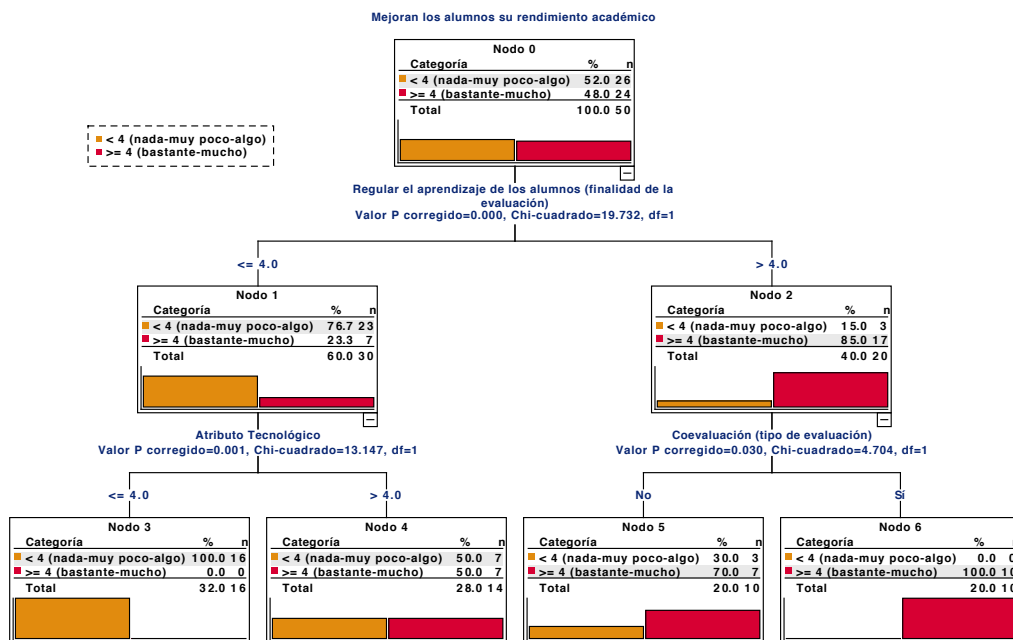 Mejoran los alumnos su rendimiento académico
Nodo 0
Categoría % n
< 4 (nada-muy poco-algo) 52.0 26
>= 4 (bastante-mucho) 48.0 24
Total 100.0 50
< 4 (nada-muy poco-algo)
>= 4 (bastante-mucho)
Regular el aprendizaje de los alumnos (finalidad de la
evaluación)
Valor P corregido=0.000, Chi-cuadrado=19.732, df=1
<= 4.0
> 4.0
Nodo 1
Categoría % n
< 4 (nada-muy poco-algo) 76.7 23
>= 4 (bastante-mucho) 23.3 7
Total 60.0 30
Nodo 2
Categoría % n
< 4 (nada-muy poco-algo) 15.0 3
>= 4 (bastante-mucho) 85.0 17
Total 40.0 20
Atributo Tecnológico
Valor P corregido=0.001, Chi-cuadrado=13.147, df=1
Coevaluación (tipo de evaluación)
Valor P corregido=0.030, Chi-cuadrado=4.704, df=1
<= 4.0
> 4.0
No
Sí
Nodo 3
Categoría % n
< 4 (nada-muy poco-algo) 100.0 16
>= 4 (bastante-mucho) 0.0 0
Total 32.0 16
Nodo 4
Categoría % n
< 4 (nada-muy poco-algo) 50.0 7
>= 4 (bastante-mucho) 50.0 7
Total 28.0 14
Nodo 5
Categoría % n
< 4 (nada-muy poco-algo) 30.0 3
>= 4 (bastante-mucho) 70.0 7
Total 20.0 10
Nodo 6
Categoría % n
< 4 (nada-muy poco-algo) 0.0 0
>= 4 (bastante-mucho) 100.0 10
Total 20.0 10